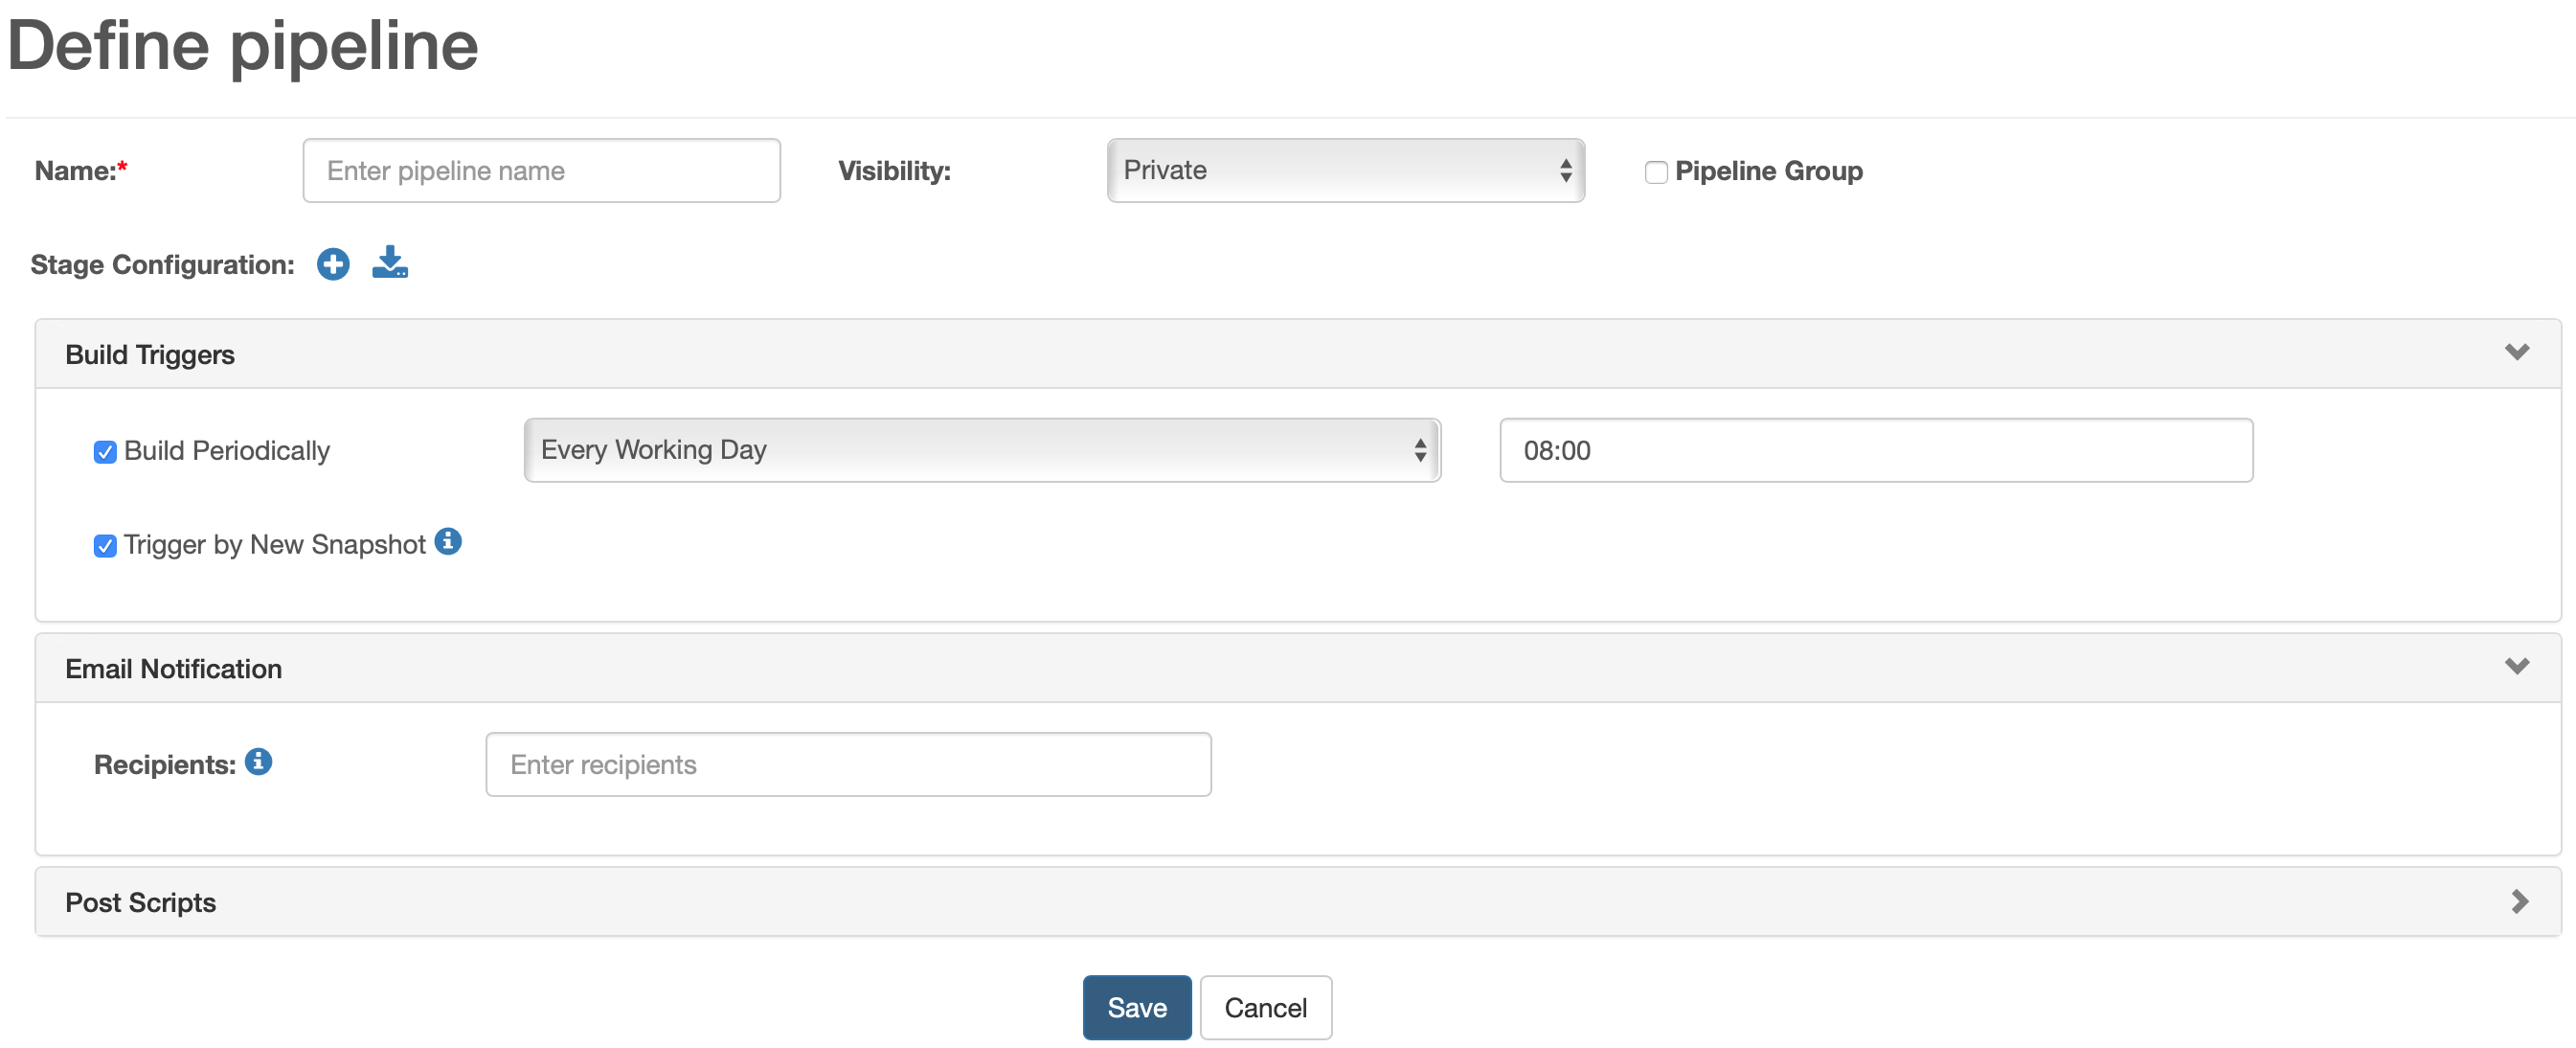 Define pipeline
Name:* Enter pipeline name Visibility: Private Pipeline Group
Stage Configuration:
Build Triggers
Build Periodically Every Working Day 08:00
Trigger by New Snapshot
Email Notification
Recipients: Enter recipients
Post Scripts
Save Cancel